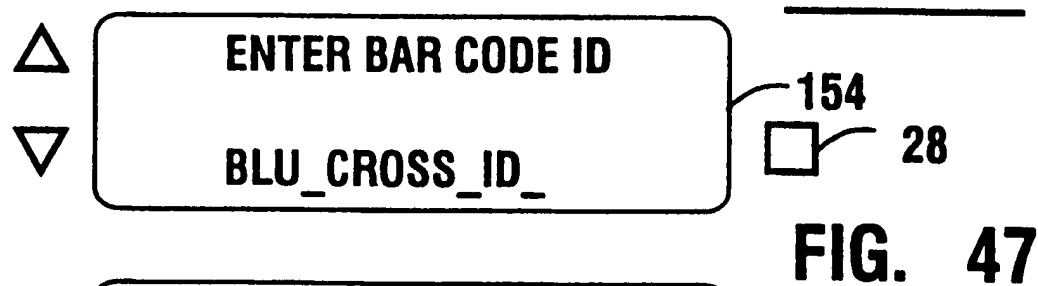 ENTER BAR CODE ID
154
28
BLU_CROSS_ID_
FIG. 47